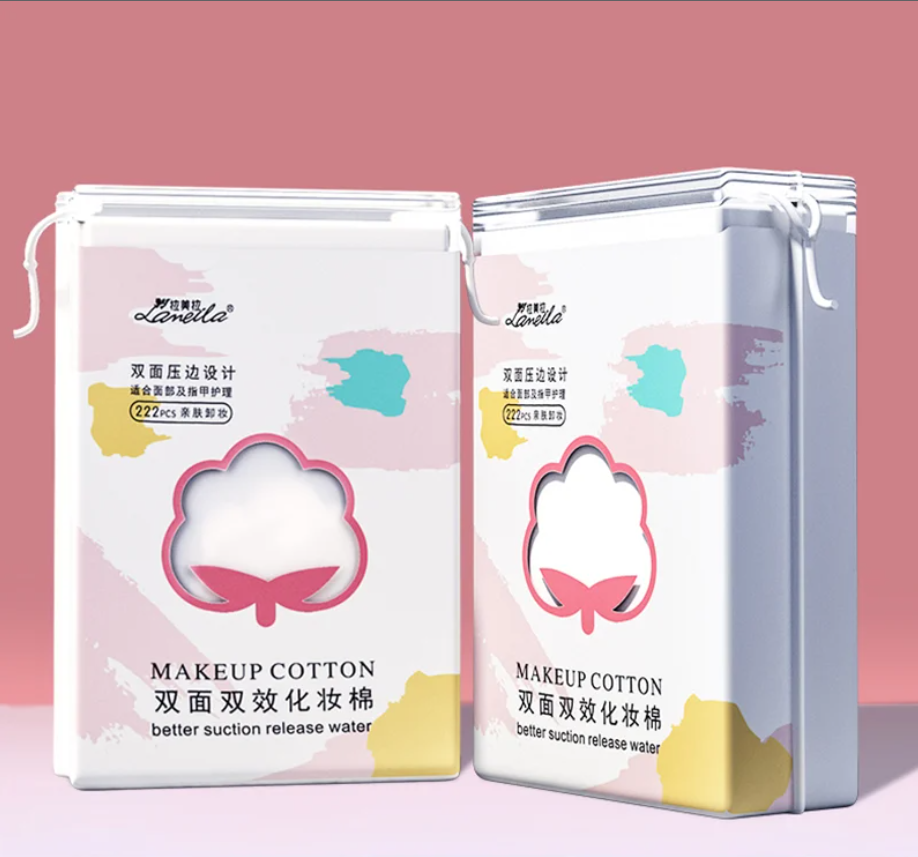 拉美拉
Lameila®
双面压边设计
适合面部及指甲护理
222PCS 亲肤卸妆
MAKEUP COTTON
双面双效化妆棉
better suction release water
拉美拉
Lameila®
双面压边设计
适合面部及指甲护理
222PCS 亲肤卸妆
MAKEUP COTTON
双面双效化妆棉
better suction release water